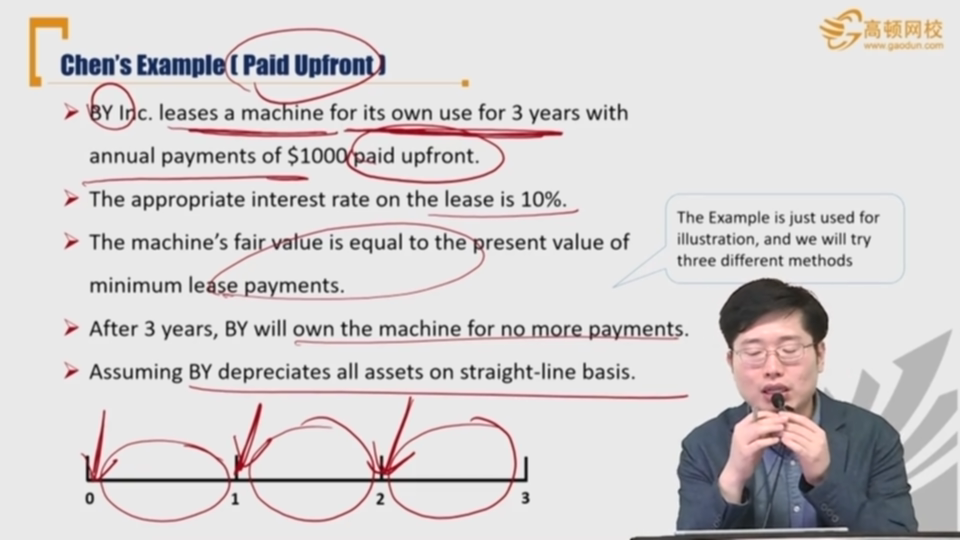 高顿网校
www.gaodun.com
Chen's Example ( Paid Upfront )
BY Inc. leases a machine for its own use for 3 years with
annual payments of $1000 paid upfront.
The appropriate interest rate on the lease is 10%.
The machine's fair value is equal to the present value of
minimum lease payments.
After 3 years, BY will own the machine for no more payments.
Assuming BY depreciates all assets on straight-line basis.
The Example is just used for
illustration, and we will try
three different methods
0 1 2 3